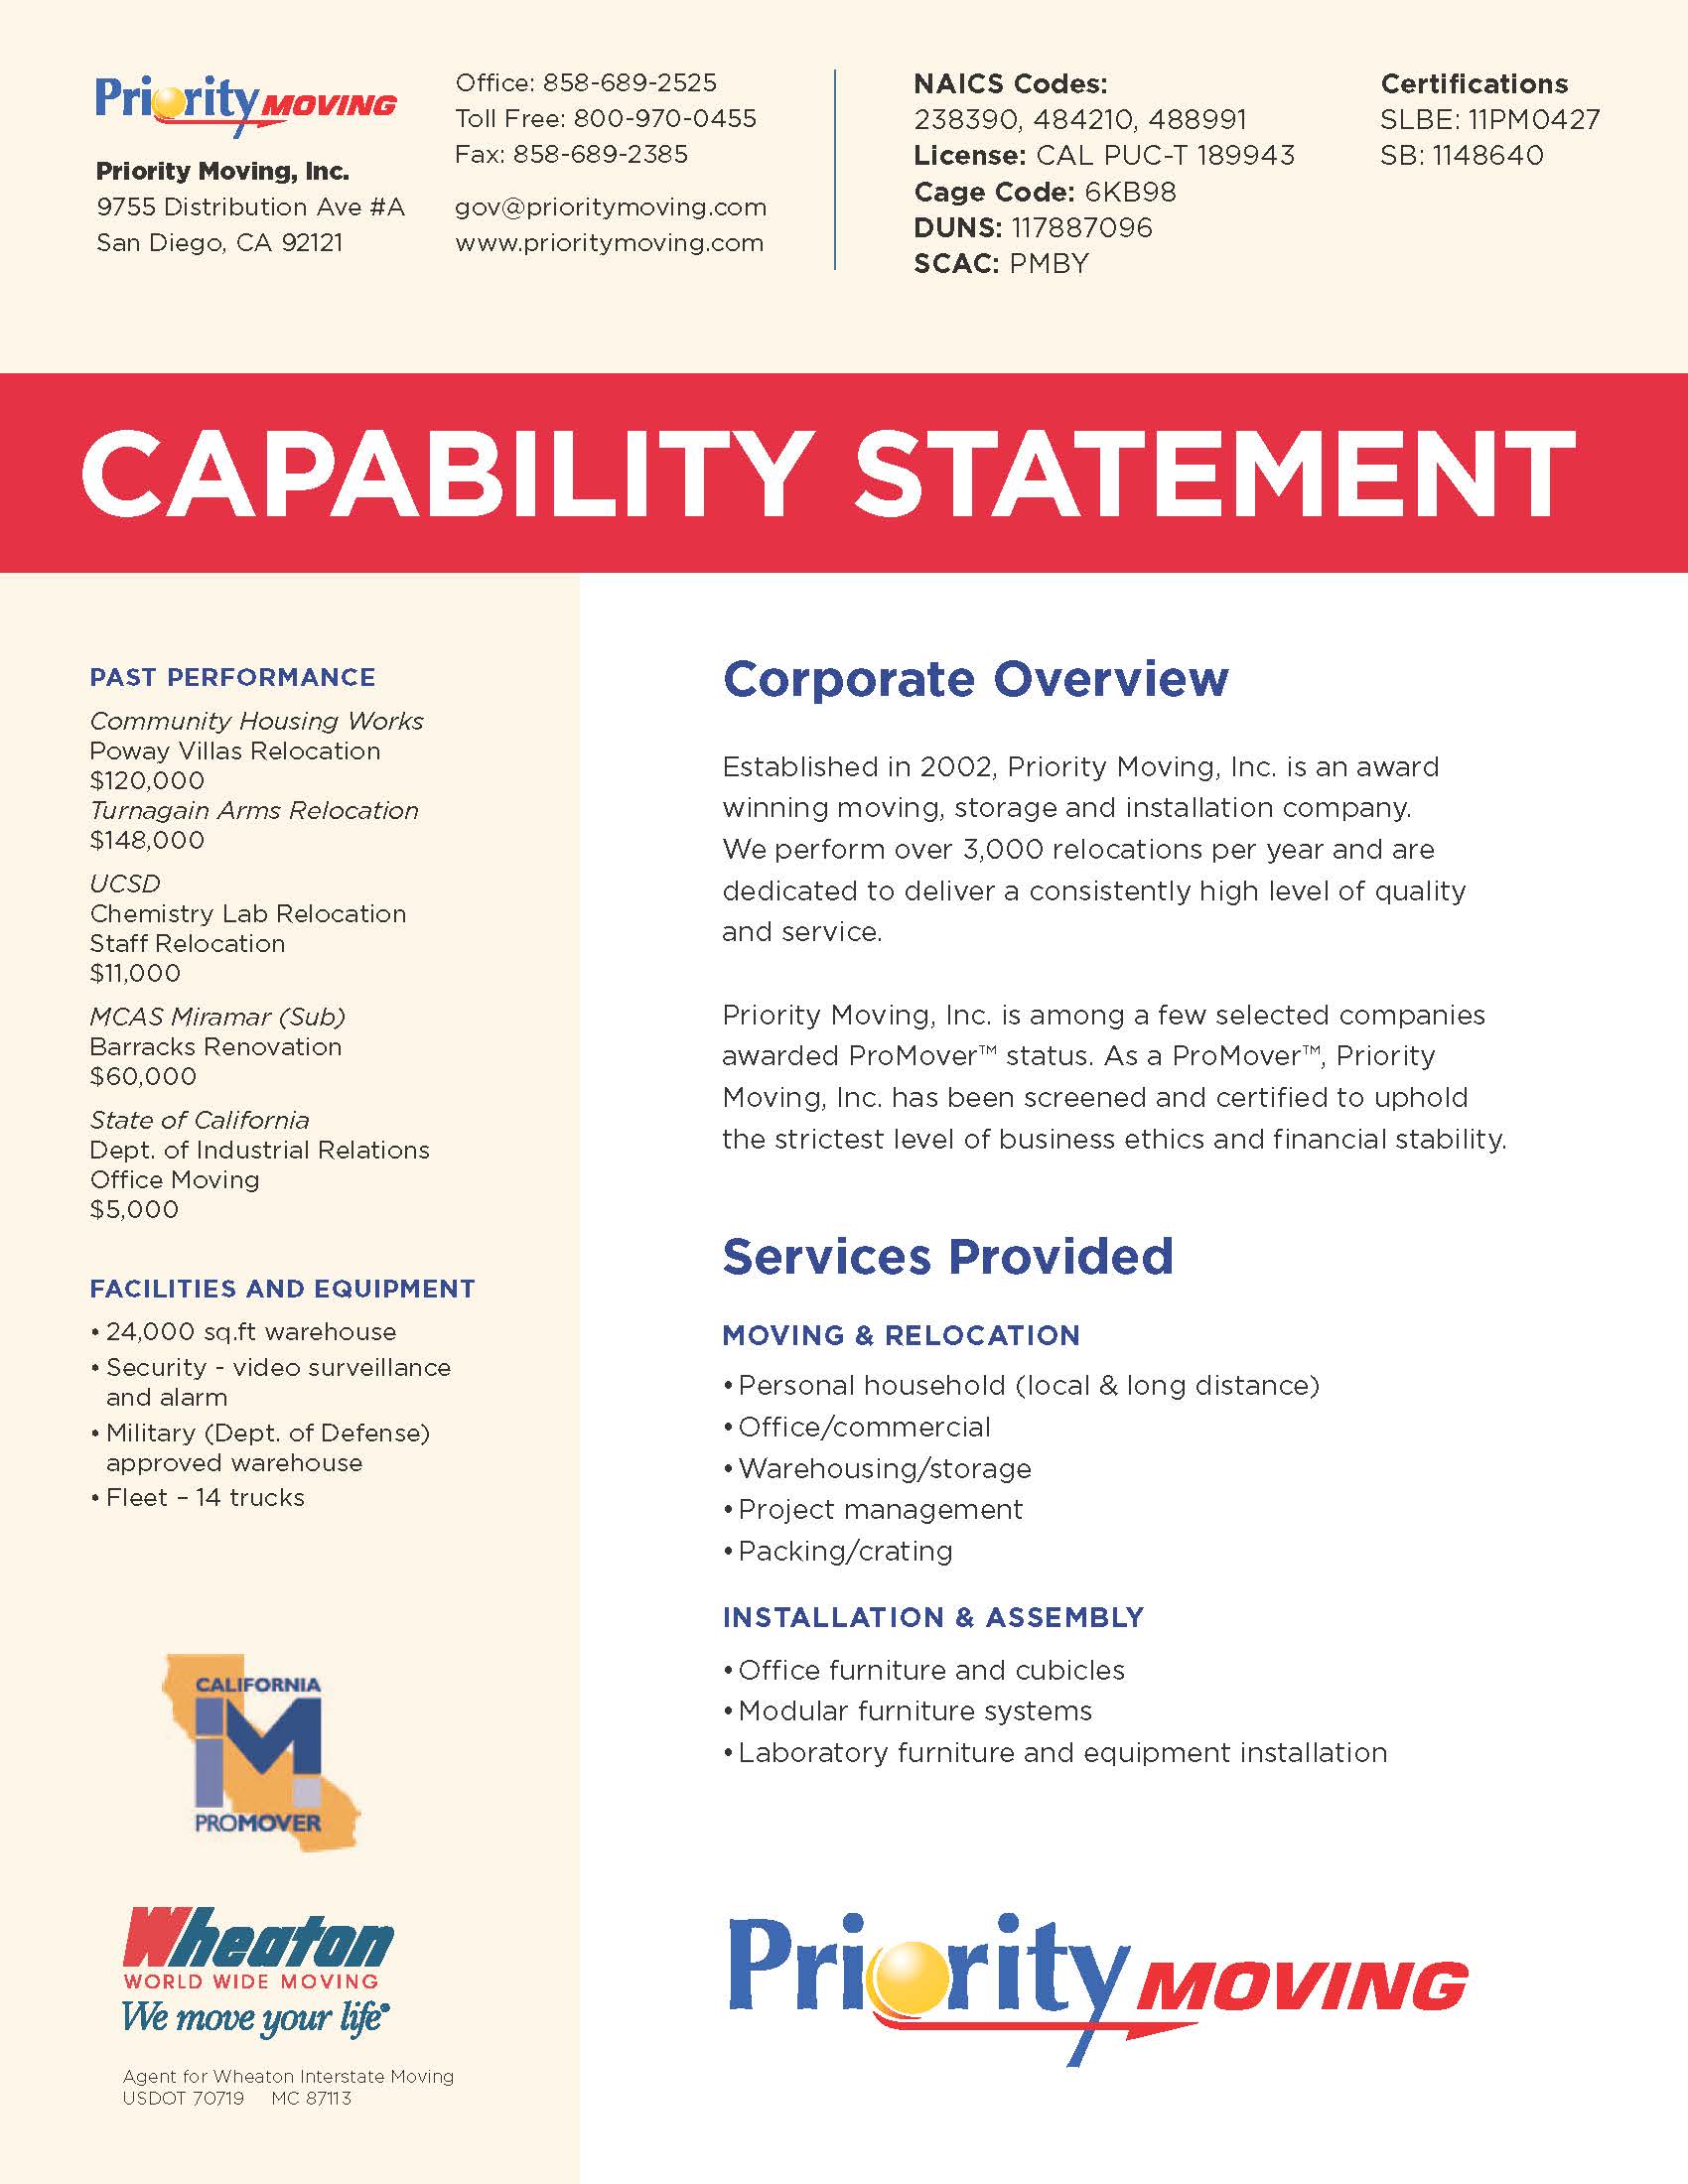 Priority MOVING
Priority Moving, Inc.
9755 Distribution Ave #A
San Diego, CA 92121
Office: 858-689-2525
Toll Free: 800-970-0455
Fax: 858-689-2385
gov@prioritymoving.com
www.prioritymoving.com
NAICS Codes:
238390, 484210, 488991
License: CAL PUC-T 189943
Cage Code: 6KB98
DUNS: 117887096
SCAC: PMBY
Certifications
SLBE: 11PM0427
SB: 1148640
CAPABILITY STATEMENT
PAST PERFORMANCE
Community Housing Works
Poway Villas Relocation
$120,000
Turnagain Arms Relocation
$148,000
UCSD
Chemistry Lab Relocation
Staff Relocation
$11,000
MCAS Miramar (Sub)
Barracks Renovation
$60,000
State of California
Dept. of Industrial Relations
Office Moving
$5,000
FACILITIES AND EQUIPMENT
• 24,000 sq.ft warehouse
• Security - video surveillance
and alarm
• Military (Dept. of Defense)
approved warehouse
• Fleet – 14 trucks
CALIFORNIA
M
PROMOVER
Wheaton
WORLD WIDE MOVING
We move your life®
Agent for Wheaton Interstate Moving
USDOT 70719 MC 87113
Corporate Overview
Established in 2002, Priority Moving, Inc. is an award
winning moving, storage and installation company.
We perform over 3,000 relocations per year and are
dedicated to deliver a consistently high level of quality
and service.
Priority Moving, Inc. is among a few selected companies
awarded ProMover™ status. As a ProMover™, Priority
Moving, Inc. has been screened and certified to uphold
the strictest level of business ethics and financial stability.
Services Provided
MOVING & RELOCATION
• Personal household (local & long distance)
• Office/commercial
• Warehousing/storage
• Project management
• Packing/crating
INSTALLATION & ASSEMBLY
• Office furniture and cubicles
• Modular furniture systems
• Laboratory furniture and equipment installation
Priority MOVING